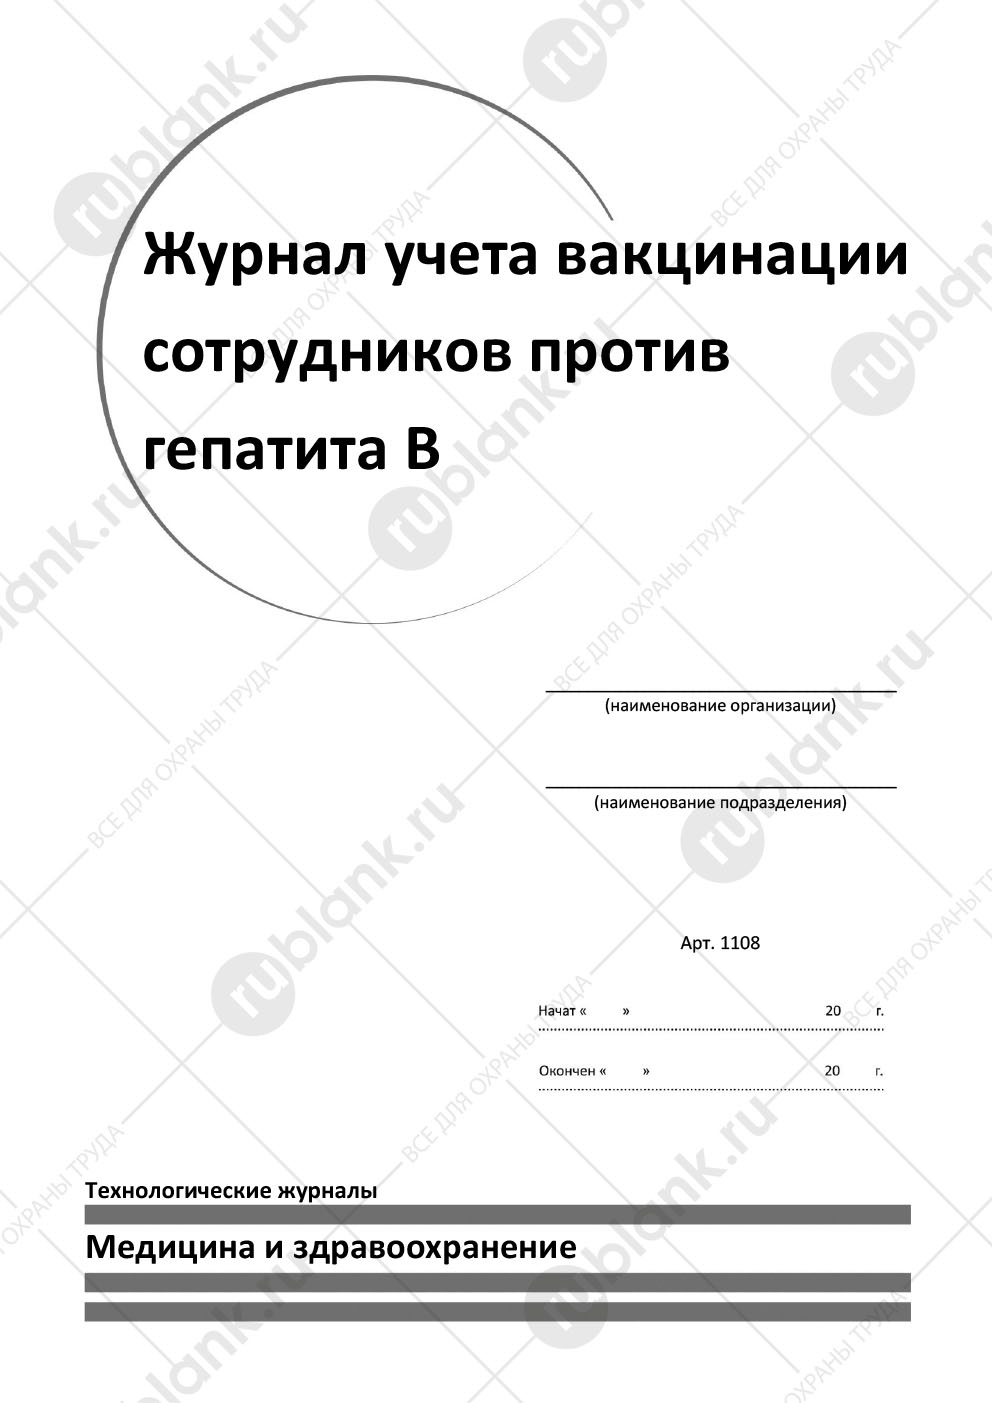 Журнал учета вакцинации
сотрудников против
гепатита В
(наименование организации)
(наименование подразделения)
Арт. 1108
Начат « » 20 г.
Окончен « » 20 г.
Технологические журналы
Медицина и здравоохранение
rublank.ru
ВСЕ ДЛЯ ОХРАНЫ ТРУДА